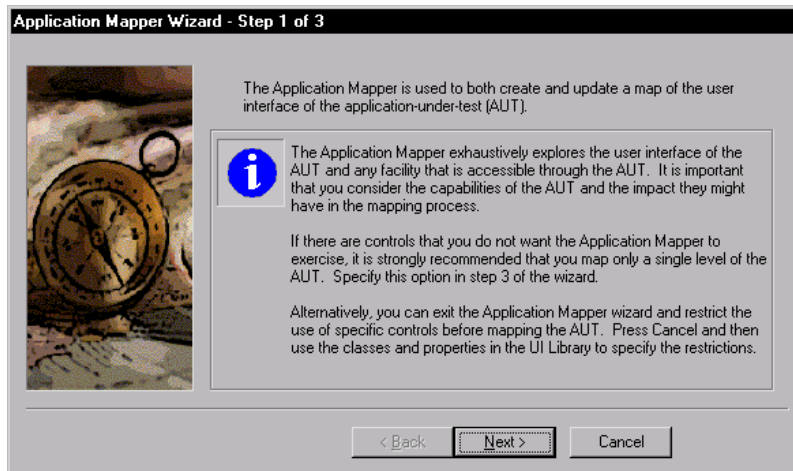 Application Mapper Wizard - Step 1 of 3
The Application Mapper is used to both create and update a map of the user
interface of the application-under-test (AUT).
The Application Mapper exhaustively explores the user interface of the
AUT and any facility that is accessible through the AUT. It is important
that you consider the capabilities of the AUT and the impact they might
have in the mapping process.
If there are controls that you do not want the Application Mapper to
exercise, it is strongly recommended that you map only a single level of the
AUT. Specify this option in step 3 of the wizard.
Alternatively, you can exit the Application Mapper wizard and restrict the
use of specific controls before mapping the AUT. Press Cancel and then
use the classes and properties in the UI Library to specify the restrictions.
< Back Next > Cancel